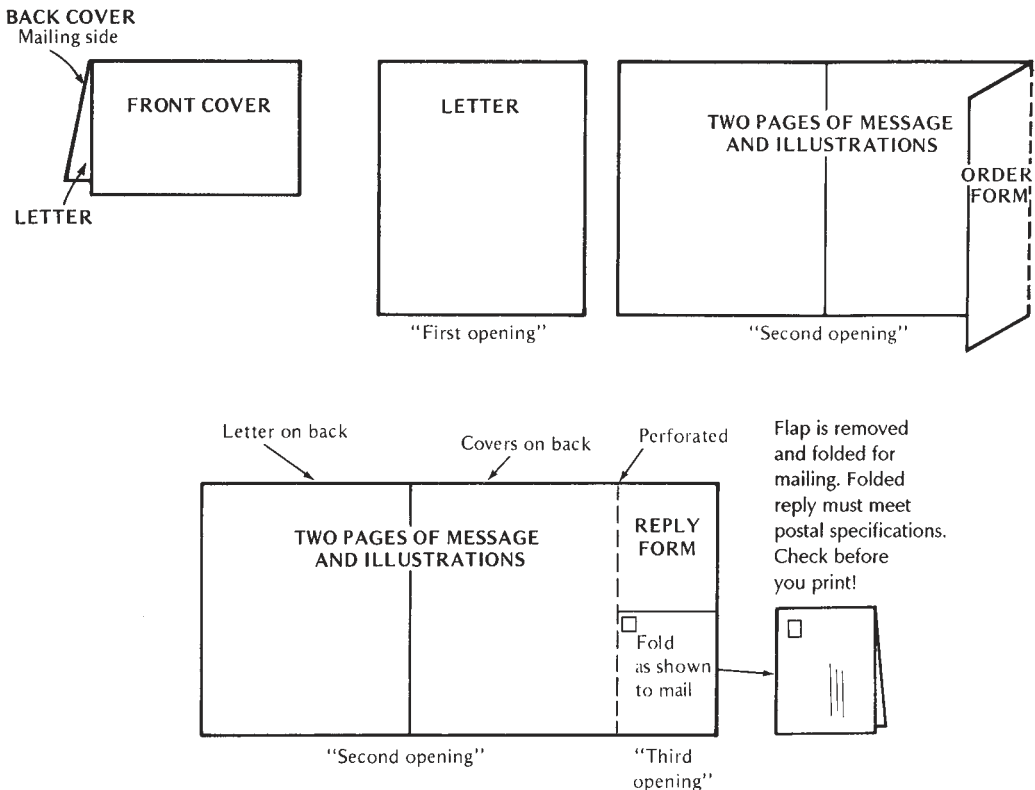 BACK COVER
Mailing side
FRONT COVER
LETTER
LETTER
"First opening"
TWO PAGES OF MESSAGE
AND ILLUSTRATIONS
ORDER
FORM
"Second opening"
Letter on back
Covers on back
Perforated
TWO PAGES OF MESSAGE
AND ILLUSTRATIONS
REPLY
FORM
Fold
as shown
to mail
"Second opening"
"Third
opening"
Flap is removed
and folded for
mailing. Folded
reply must meet
postal specifications.
Check before
you print!